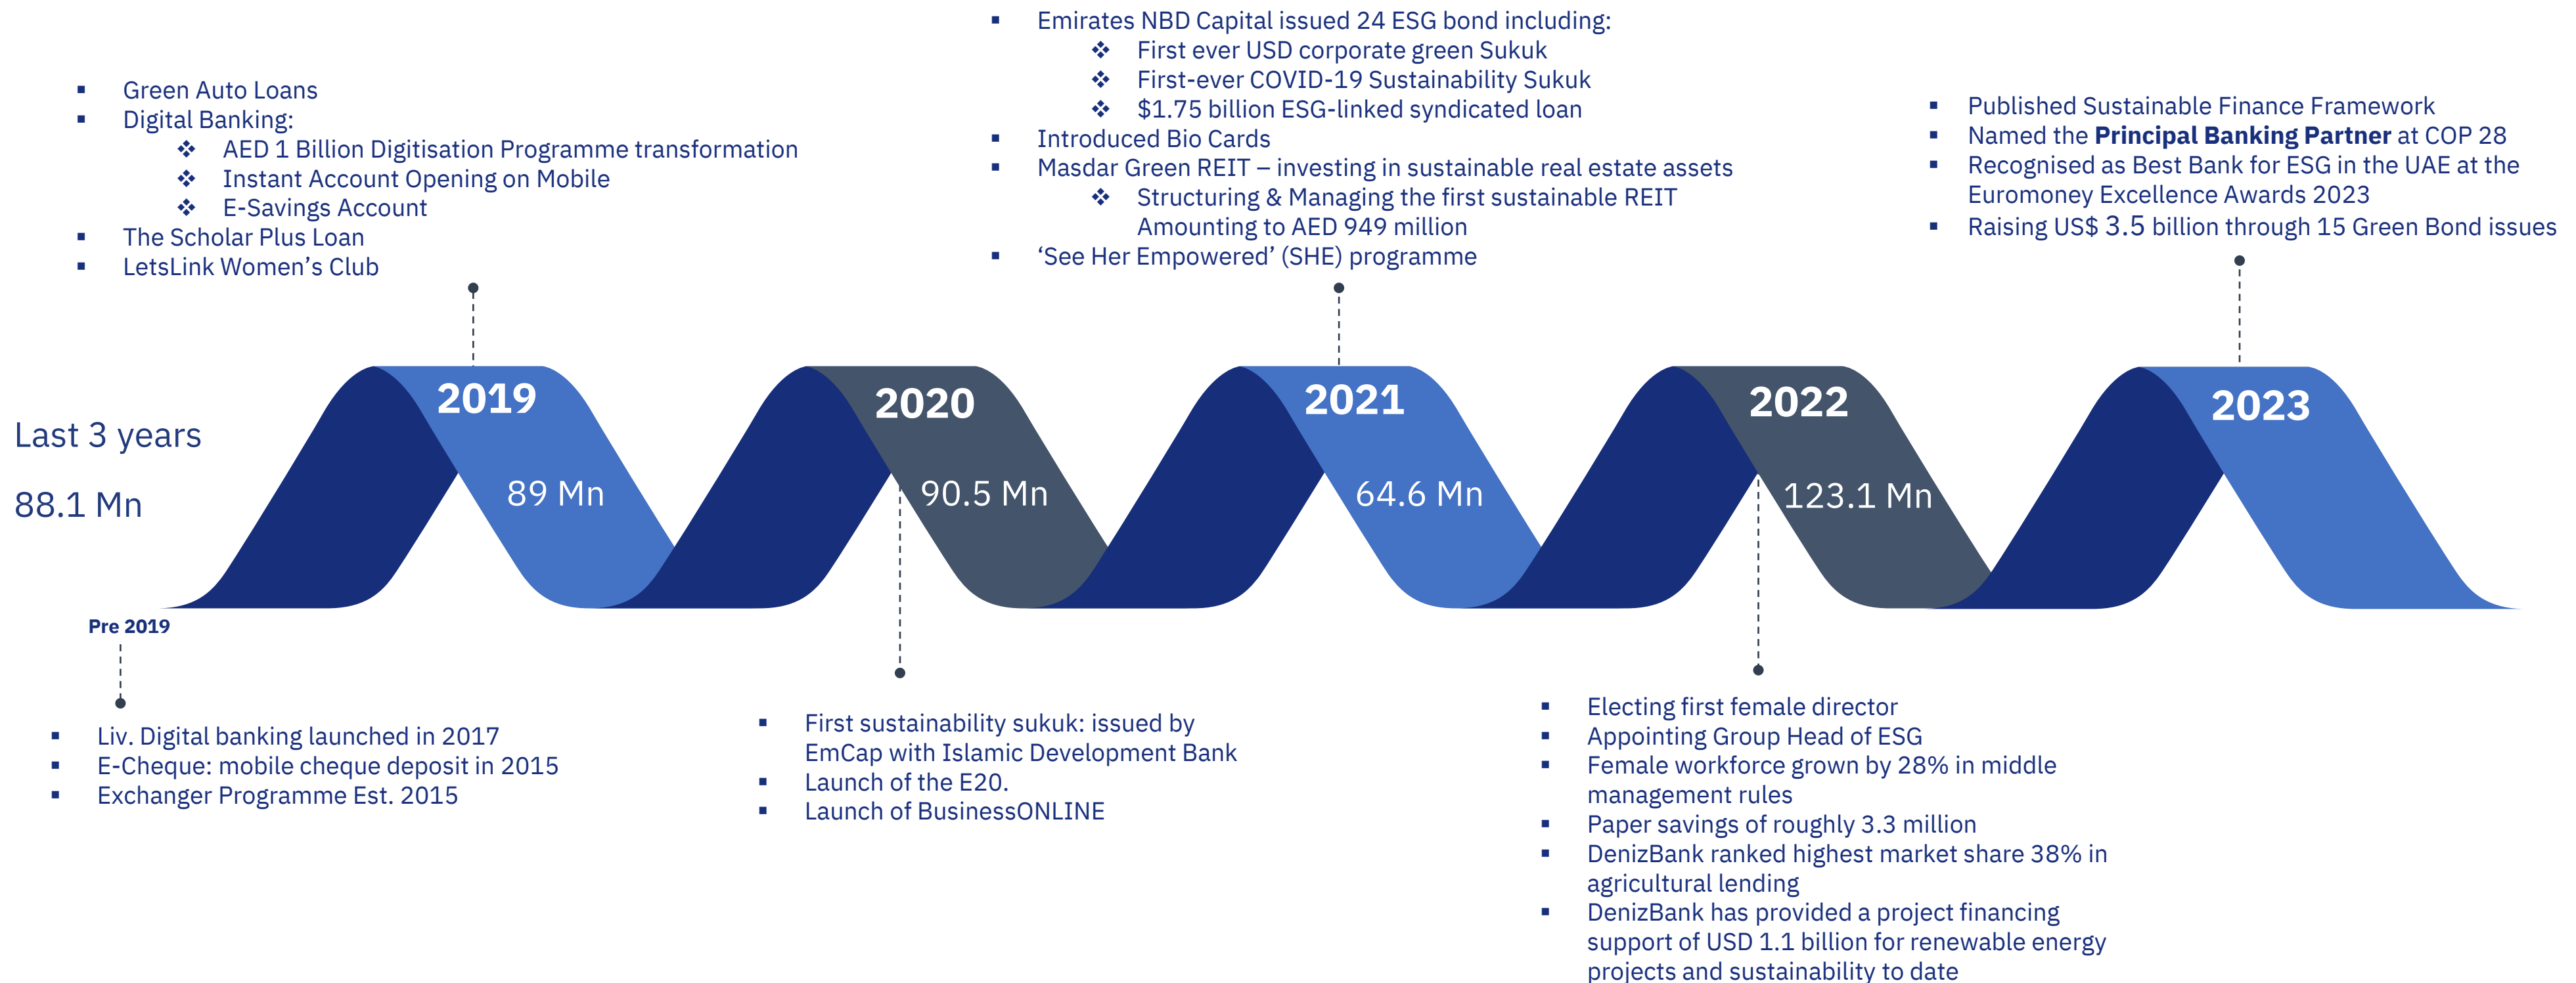 ▪ Green Auto Loans
▪ Digital Banking:
❖ AED 1 Billion Digitisation Programme transformation
❖ Instant Account Opening on Mobile
❖ E-Savings Account
▪ The Scholar Plus Loan
▪ LetsLink Women’s Club
▪ Emirates NBD Capital issued 24 ESG bond including:
❖ First ever USD corporate green Sukuk
❖ First-ever COVID-19 Sustainability Sukuk
❖ $1.75 billion ESG-linked syndicated loan
▪ Introduced Bio Cards
▪ Masdar Green REIT – investing in sustainable real estate assets
❖ Structuring & Managing the first sustainable REIT
Amounting to AED 949 million
▪ ‘See Her Empowered’ (SHE) programme
▪ Published Sustainable Finance Framework
▪ Named the Principal Banking Partner at COP 28
▪ Recognised as Best Bank for ESG in the UAE at the
Euromoney Excellence Awards 2023
▪ Raising US$ 3.5 billion through 15 Green Bond issues
Last 3 years
88.1 Mn
2019
89 Mn
2020
90.5 Mn
2021
64.6 Mn
2022
123.1 Mn
2023
Pre 2019
▪ Liv. Digital banking launched in 2017
▪ E-Cheque: mobile cheque deposit in 2015
▪ Exchanger Programme Est. 2015
▪ First sustainability sukuk: issued by
EmCap with Islamic Development Bank
▪ Launch of the E20.
▪ Launch of BusinessONLINE
▪ Electing first female director
▪ Appointing Group Head of ESG
▪ Female workforce grown by 28% in middle
management rules
▪ Paper savings of roughly 3.3 million
▪ DenizBank ranked highest market share 38% in
agricultural lending
▪ DenizBank has provided a project financing
support of USD 1.1 billion for renewable energy
projects and sustainability to date